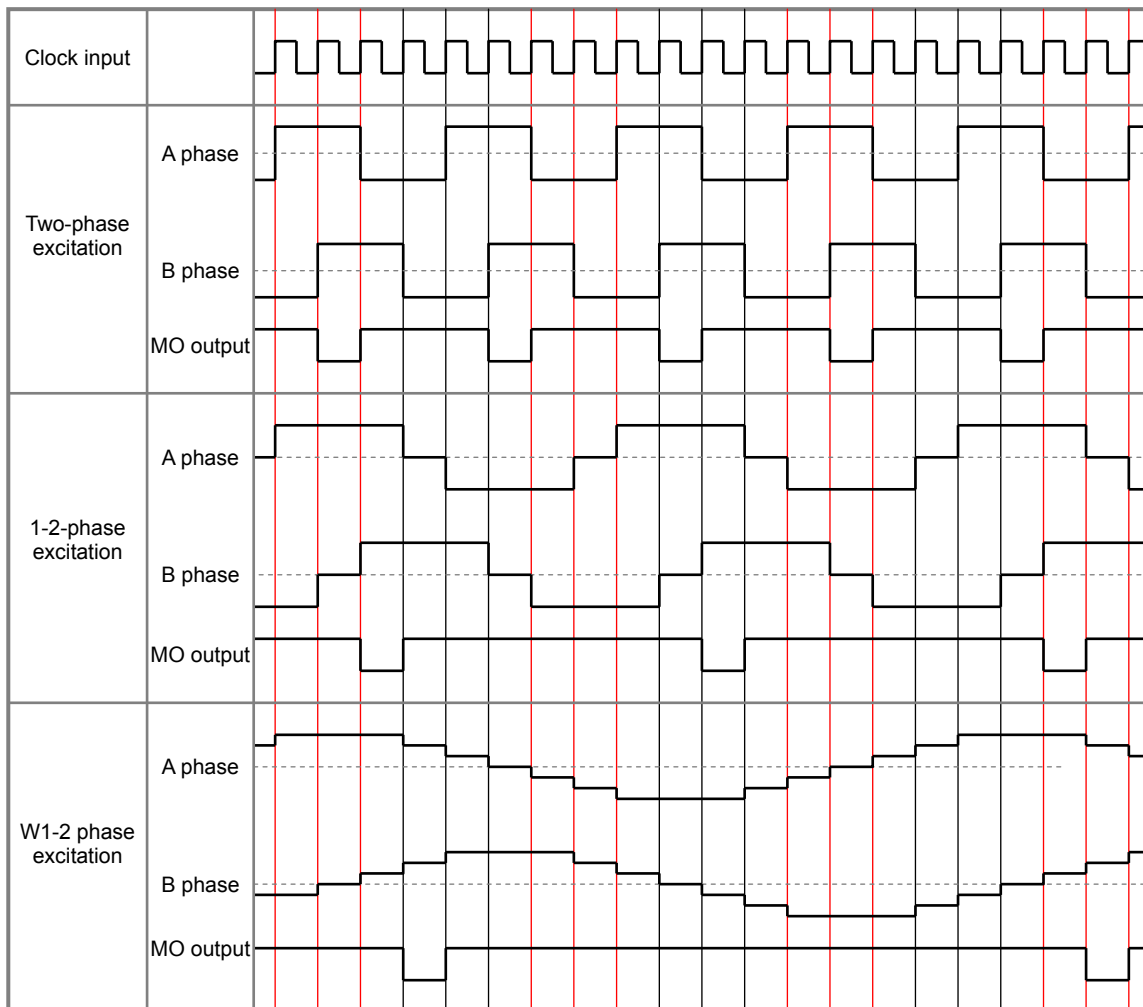 Clock input
Two-phase
excitation
A phase
B phase
MO output
1-2-phase
excitation
A phase
B phase
MO output
W1-2 phase
excitation
A phase
B phase
MO output